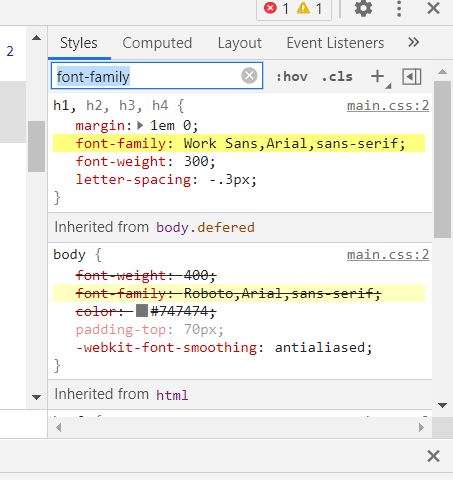 1 1
2
Styles Computed Layout Event Listeners »
font-family :hov .cls +
h1, h2, h3, h4 { main.css:2
margin: 1em 0;
font-family: Work Sans,Arial,sans-serif;
font-weight: 300;
letter-spacing: -.3px;
}
Inherited from body.defered
body { main.css:2
font-weight: 400;
font-family: Roboto,Arial,sans-serif;
color: #747474;
padding-top: 70px;
-webkit-font-smoothing: antialiased;
}
Inherited from html